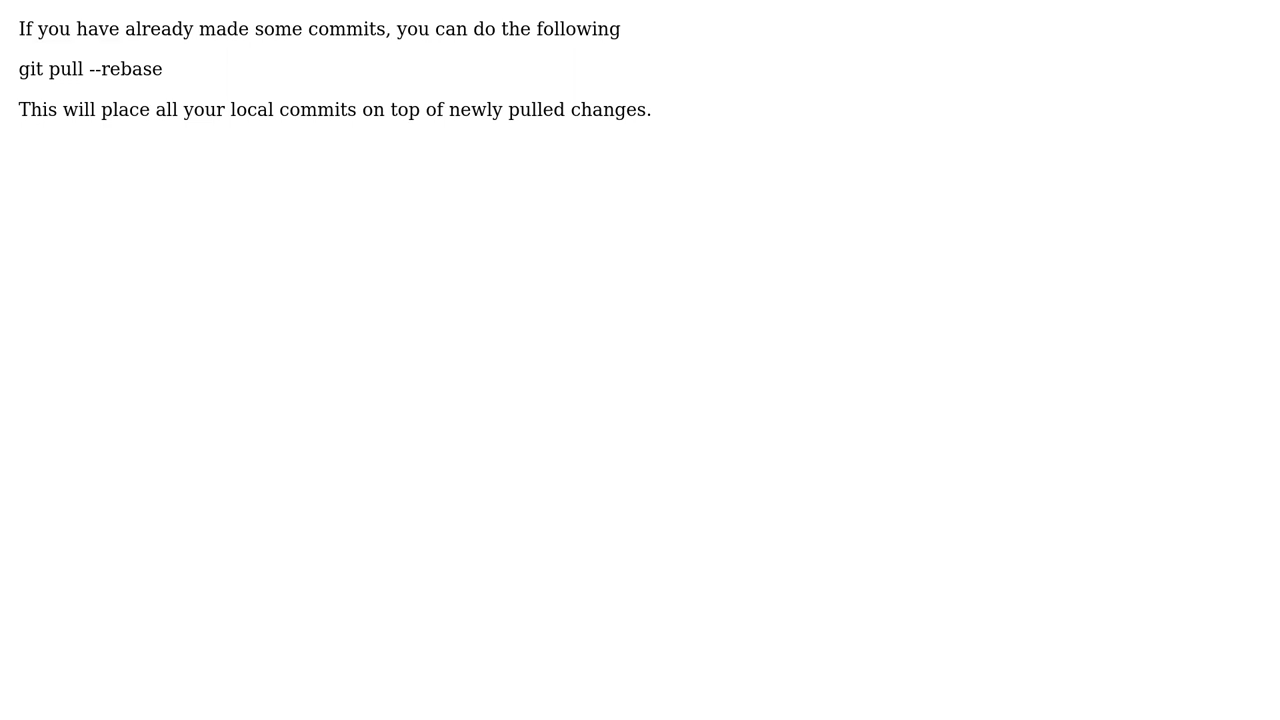 If you have already made some commits, you can do the following
git pull --rebase
This will place all your local commits on top of newly pulled changes.